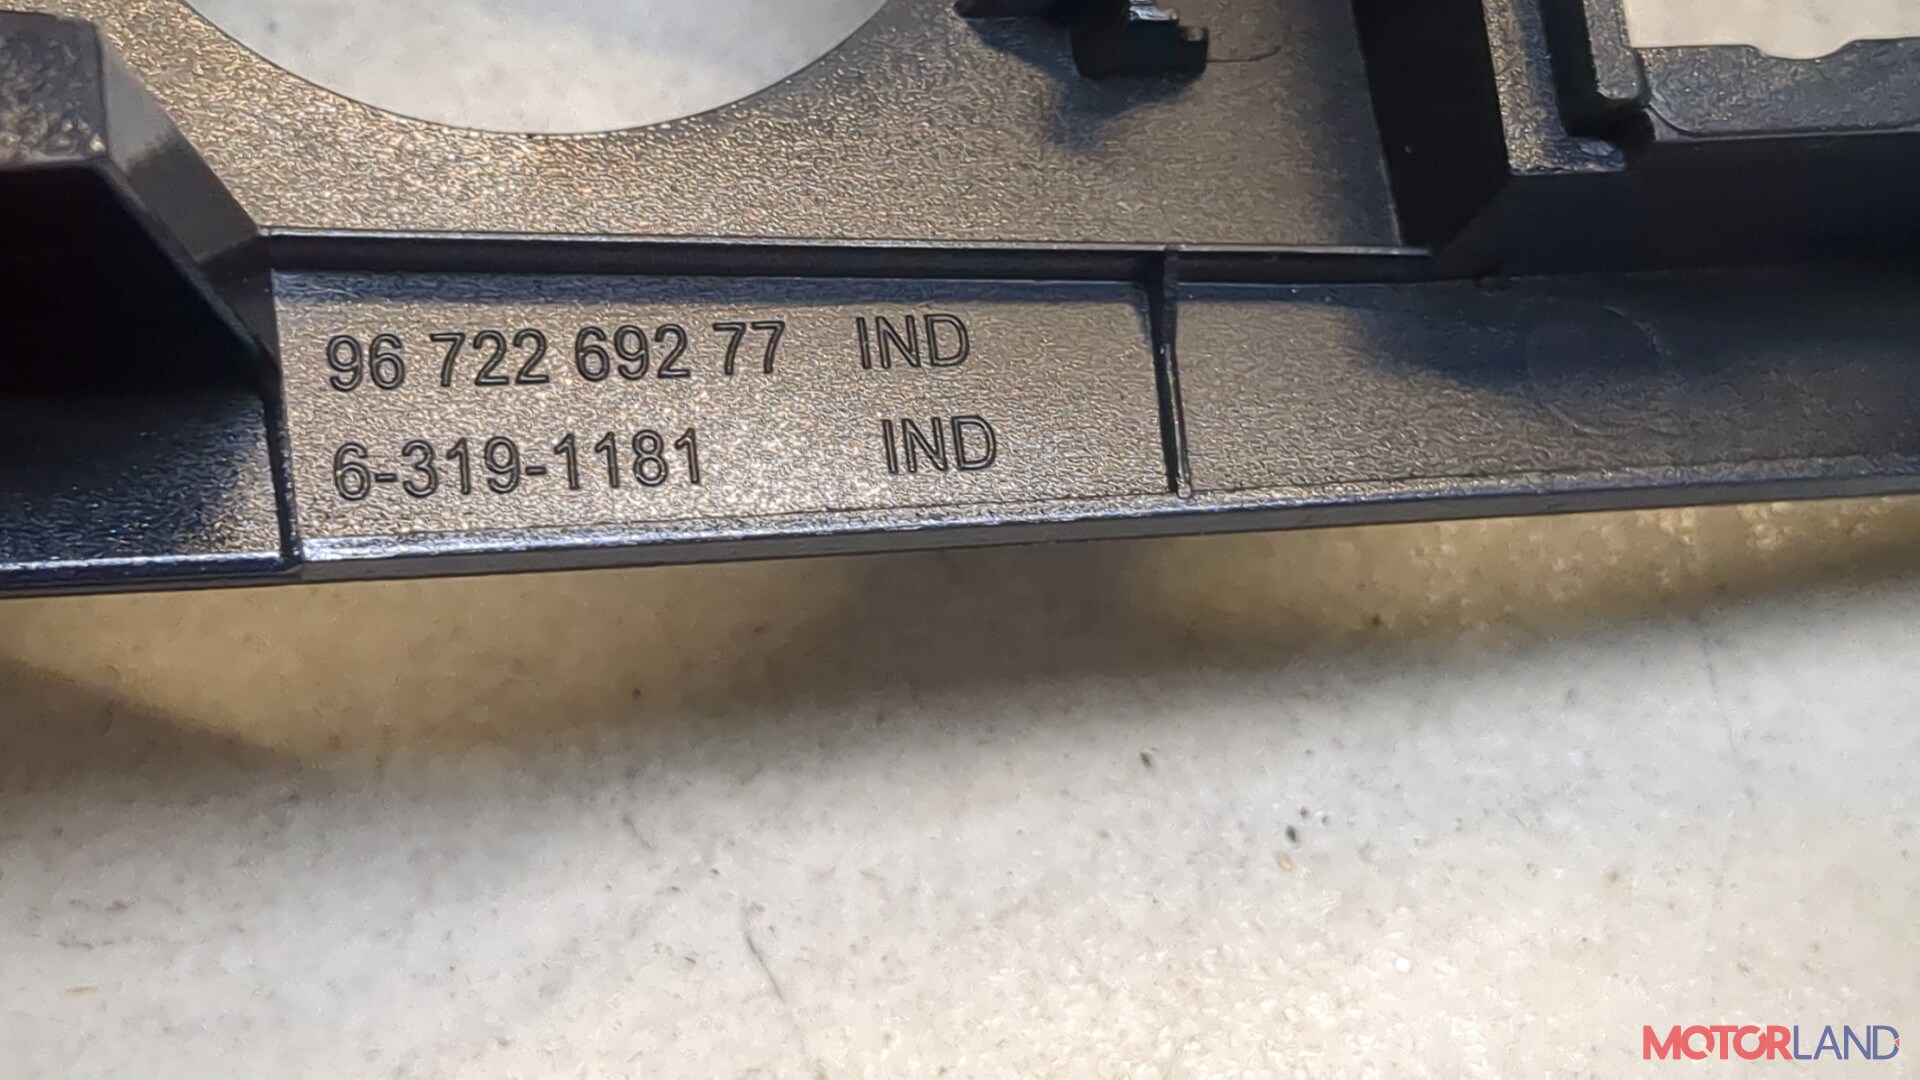 96 722 692 77 IND
6-319-1181 IND
MOTORLAND